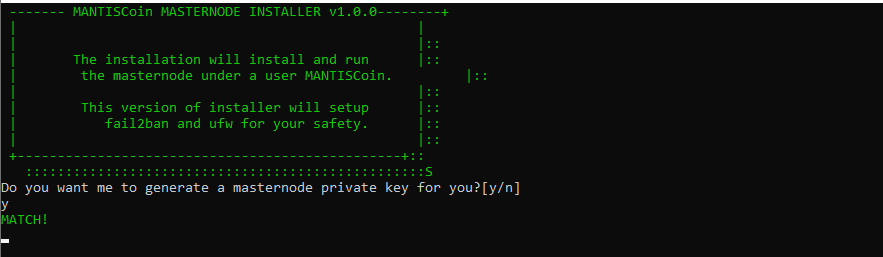 ------- MANTISCoin MASTERNODE INSTALLER v1.0.0--------+
|                                                  |
|                                                  |::
|       The installation will install and run      |::
|        the masternode under a user MANTISCoin.         |::
|                                                  |::
|        This version of installer will setup      |::
|           fail2ban and ufw for your safety.      |::
|                                                  |::
+------------------------------------------------+::
::::::::::::::::::::::::::::::::::::::::::::::::::S
Do you want me to generate a masternode private key for you?[y/n]
y
MATCH!